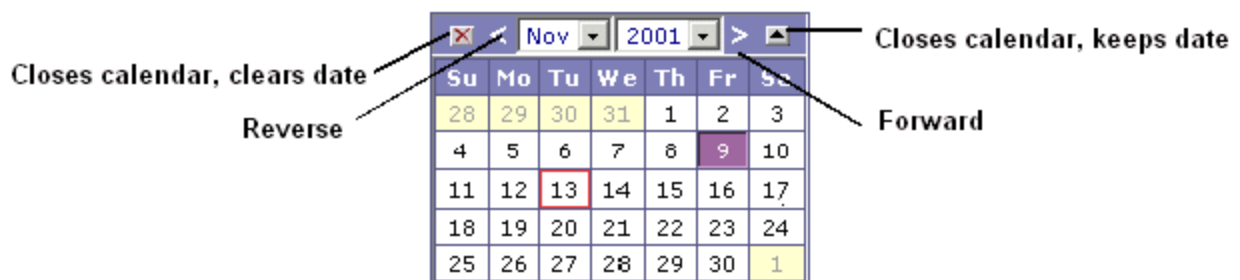 Nov 2001
Closes calendar, keeps date
Closes calendar, clears date
Su Mo Tu We Th Fr Sa
Reverse
Forward
28 29 30 31 1 2 3
4 5 6 7 8 9 10
11 12 13 14 15 16 17
18 19 20 21 22 23 24
25 26 27 28 29 30 1